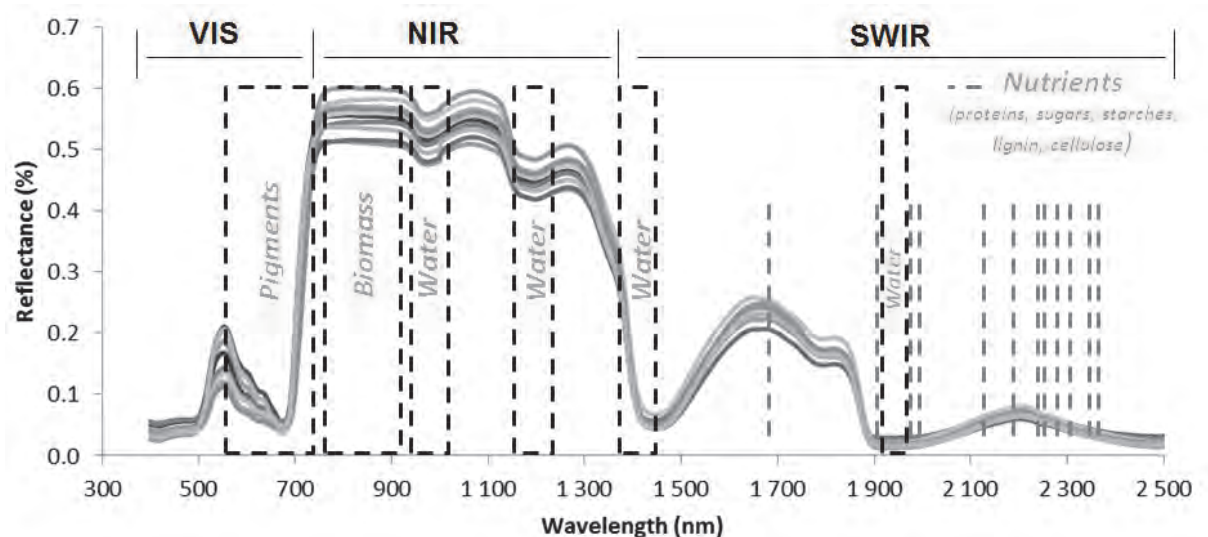 0.7
VIS
NIR
SWIR
0.6
Nutrients
(proteins, sugars, starches,
lignin, cellulose)
0.5
0.4
0.3
0.2
0.1
0.0
Reflectance (%)
Pigments
Biomass
Water
Water
Water
Water
300
500
700
900
1 100
1 300
1 500
1 700
1 900
2 100
2 300
2 500
Wavelength (nm)